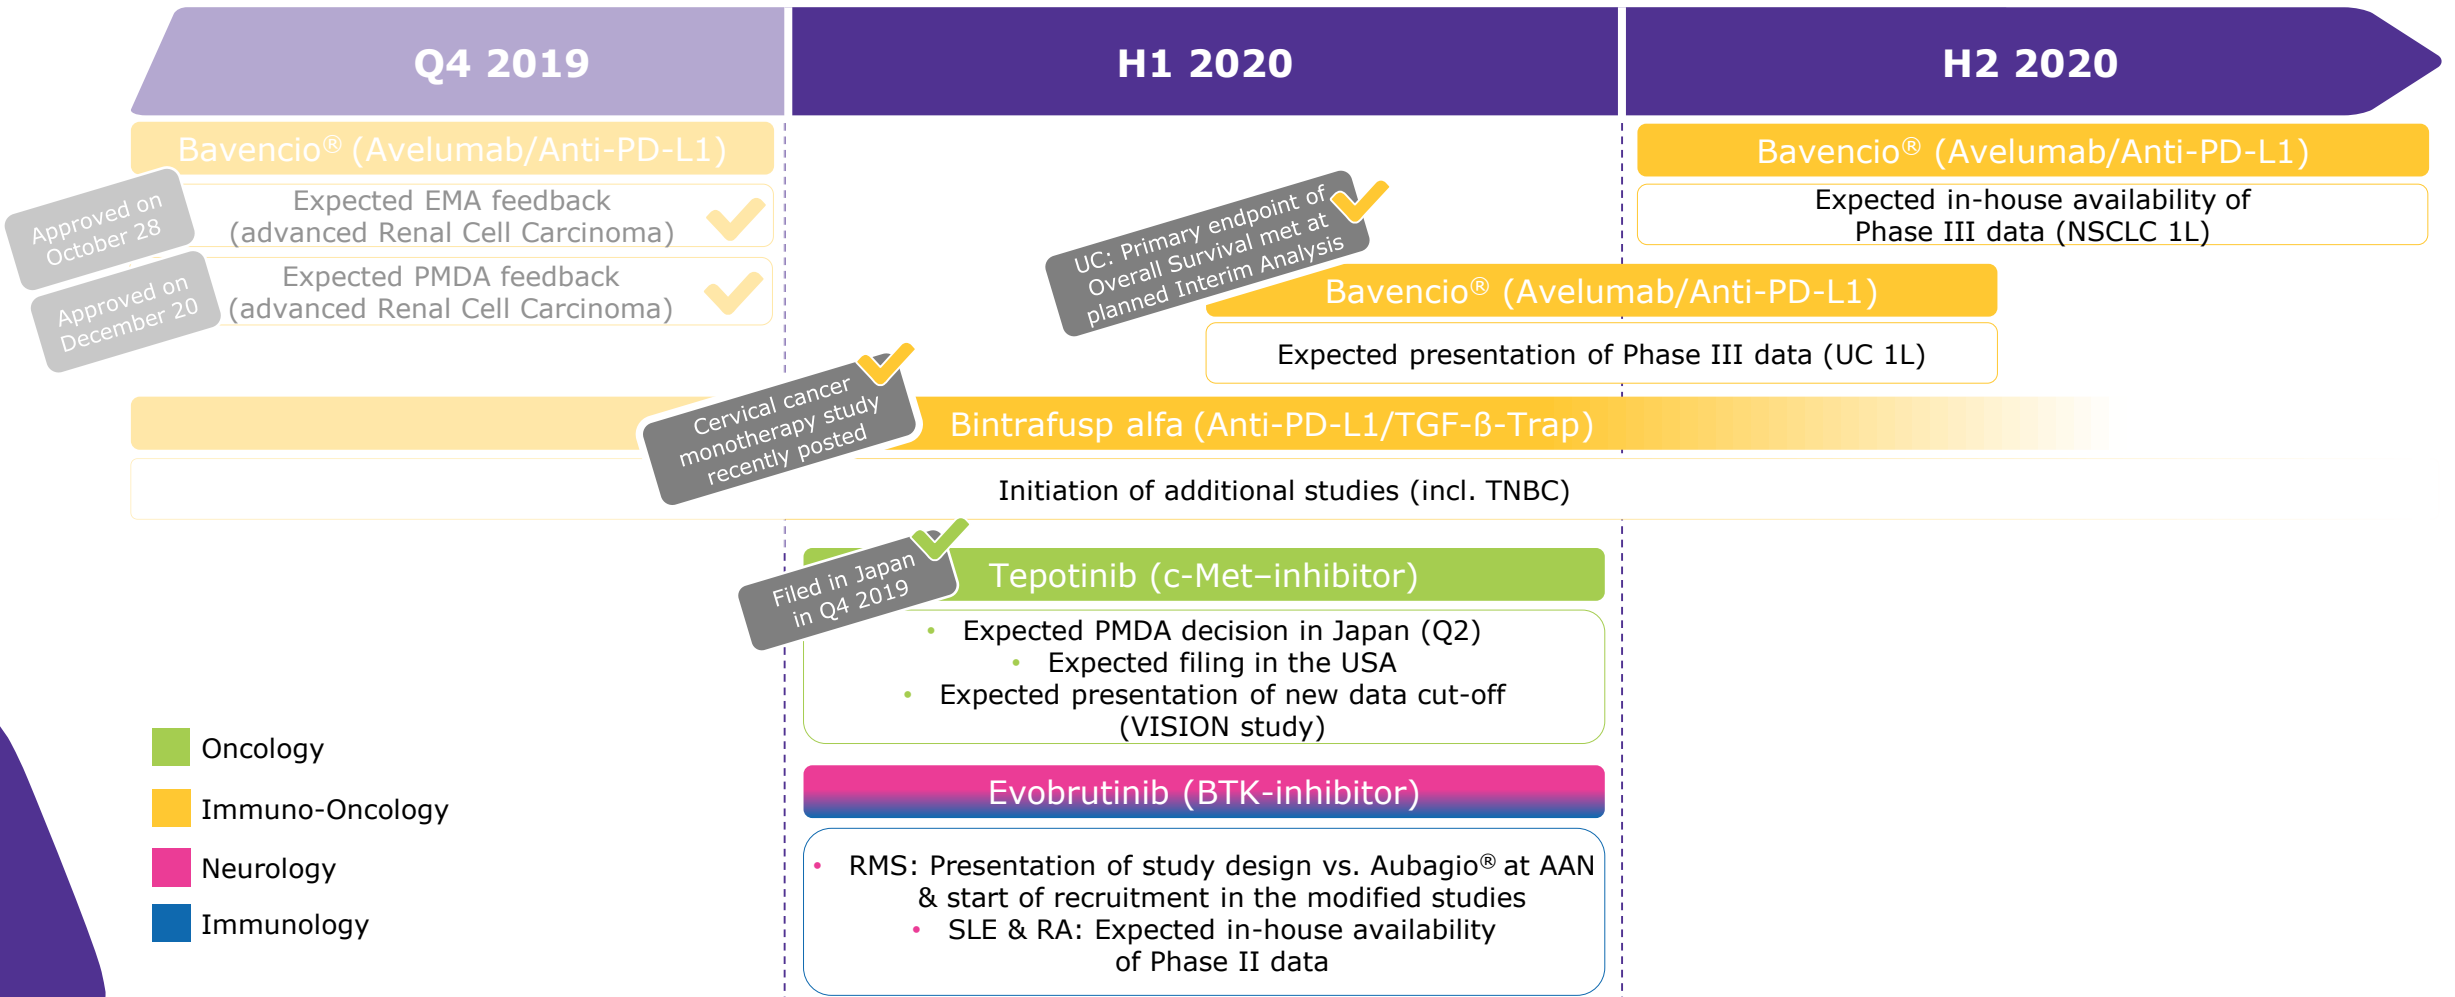 Q4 2019
H1 2020
H2 2020
Bavencio® (Avelumab/Anti-PD-L1)
Approved on
October 28
Expected EMA feedback
(advanced Renal Cell Carcinoma)
Approved on
December 20
Expected PMDA feedback
(advanced Renal Cell Carcinoma)
Bavencio® (Avelumab/Anti-PD-L1)
Expected in-house availability of
Phase III data (NSCLC 1L)
UC: Primary endpoint of
Overall Survival met at
planned Interim Analysis
Bavencio® (Avelumab/Anti-PD-L1)
Expected presentation of Phase III data (UC 1L)
Cervical cancer
monotherapy study
recently posted
Bintrafusp alfa (Anti-PD-L1/TGF-ß-Trap)
Initiation of additional studies (incl. TNBC)
Filed in Japan
in Q4 2019
Tepotinib (c-Met–inhibitor)
• Expected PMDA decision in Japan (Q2)
• Expected filing in the USA
• Expected presentation of new data cut-off
(VISION study)
Evobrutinib (BTK-inhibitor)
• RMS: Presentation of study design vs. Aubagio® at AAN
& start of recruitment in the modified studies
• SLE & RA: Expected in-house availability
of Phase II data
Oncology
Immuno-Oncology
Neurology
Immunology